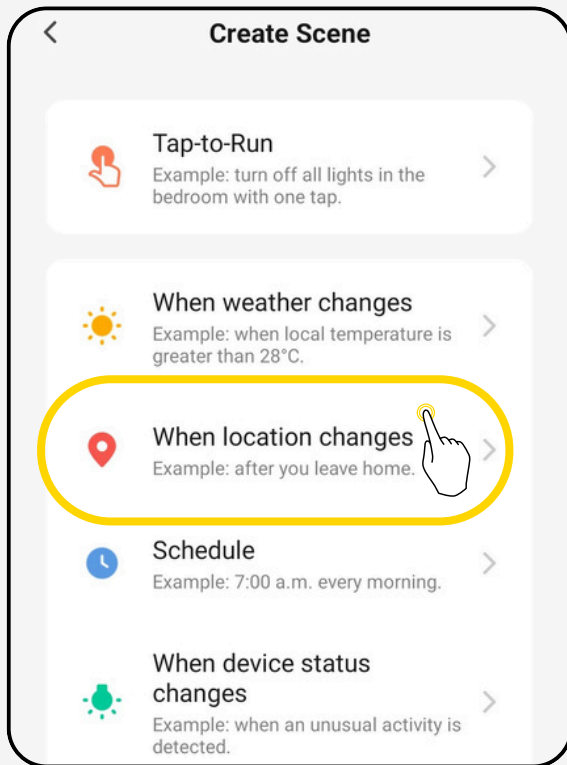 Create Scene
Tap-to-Run
Example: turn off all lights in the
bedroom with one tap.
When weather changes
Example: when local temperature is
greater than 28°C.
When location changes
Example: after you leave home.
Schedule
Example: 7:00 a.m. every morning.
When device status
changes
Example: when an unusual activity is
detected.